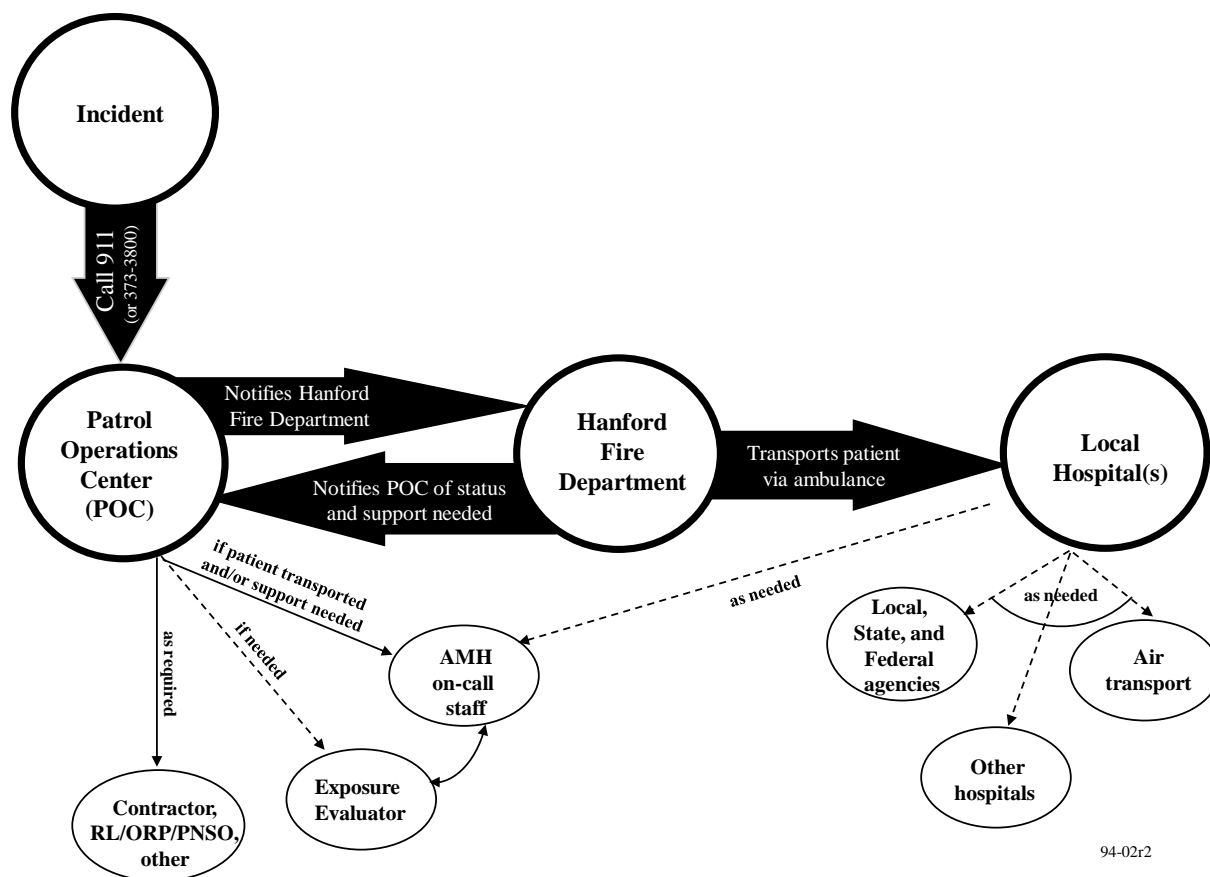 Incident
Call 911
(or 373-3800)
Patrol
Operations
Center
(POC)
Notifies Hanford
Fire Department
Notifies POC of status
and support needed
Hanford
Fire
Department
Transports patient
via ambulance
Local
Hospital(s)
if patient transported
and/or support needed
if needed
as required
as needed
as needed
AMH
on-call
staff
Exposure
Evaluator
Contractor,
RL/ORP/PNSO,
other
Local,
State, and
Federal
agencies
Air
transport
Other
hospitals
94-02r2